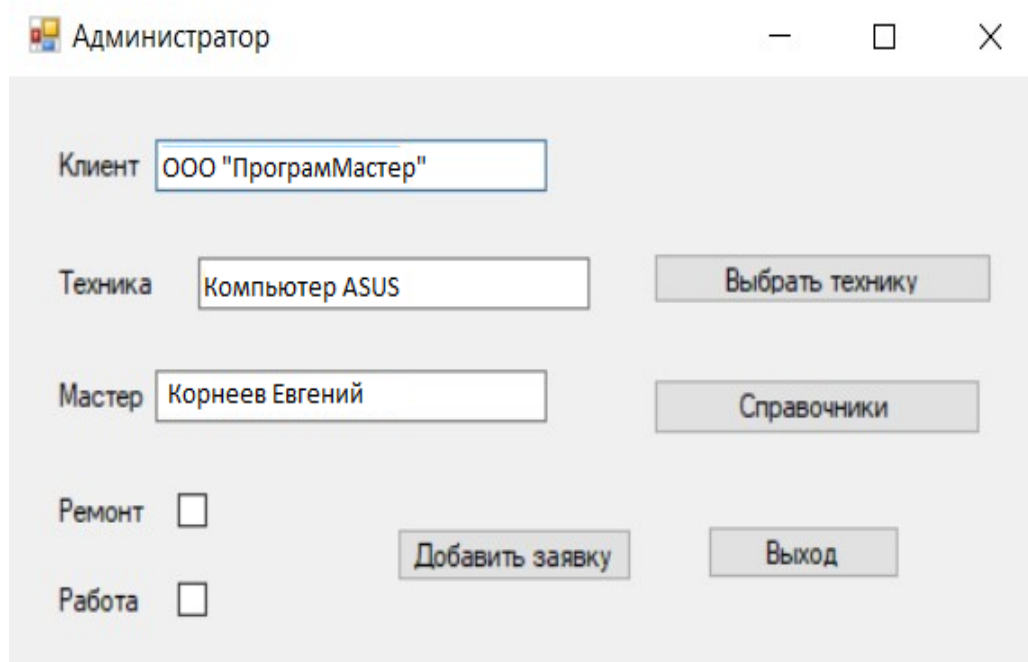 Администратор
Клиент ООО "ПрограмМастер"
Техника Компьютер ASUS Выбрать технику
Мастер Корнеев Евгений Справочники
Ремонт
Добавить заявку Выход
Работа